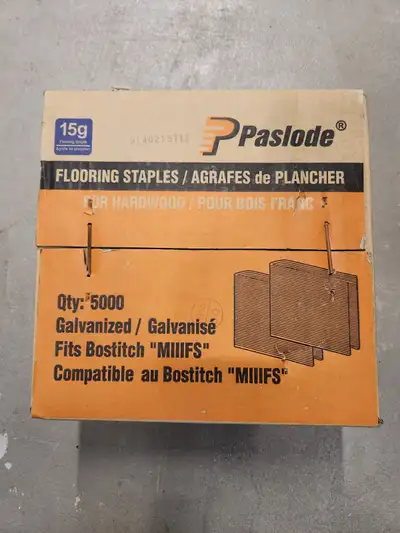 15g
Paslode®
FLOORING STAPLES / AGRAFES de PLANCHER
FOR HARDWOOD / POUR BOIS FRANC
Qty: 5000
Galvanized / Galvanisé
Fits Bostitch "MIIIFS"
Compatible au Bostitch "MIIIFS"